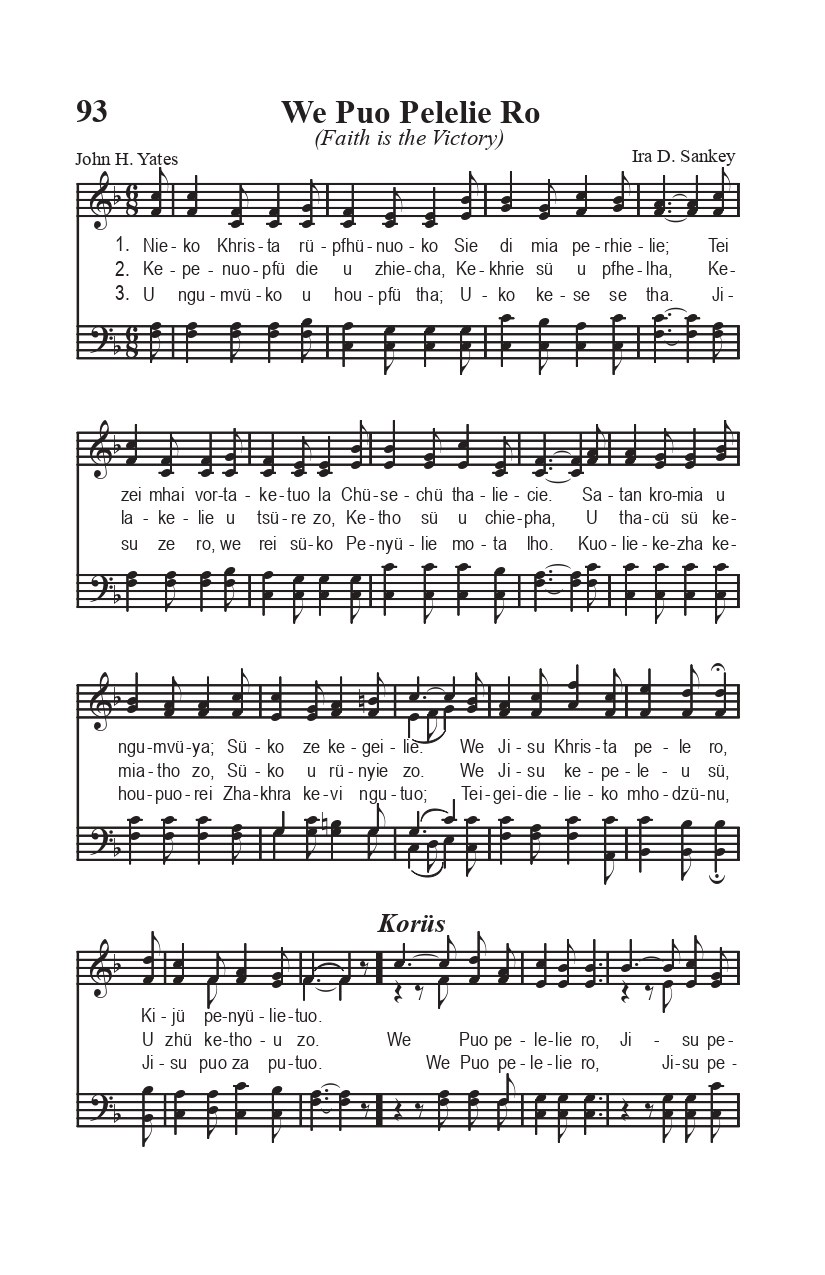 93
We Puo Pelelie Ro
(Faith is the Victory)
John H. Yates
Ira D. Sankey
1. Nie-ko Khris-ta rü-pfhü-nuo-ko Sie di mia pe-rhie-lie; Tei
2. Ke-pe-nuo-pfü die u zhie-cha, Ke-khrie sü u pfhe-lha, Ke-
3. U ngu-mvü-ko u hou-pfü tha; U-ko ke-se se tha. Ji-
zei mhai vor-ta-ke-tuo la Chü-se-chü tha-lie-cie. Sa-tan kro-mia u
la-ke-lie u tsü-re zo, Ke-tho sü u chie-pha, U tha-cü sü ke-
su ze ro, we rei sü-ko Pe-nyü-lie mo-ta lho. Kuo-lie-ke-zha ke-
ngu-mvü-ya; Sü-ko ze ke-gei-lie. We Ji-su Khris-ta pe-le ro,
mia-tho zo, Sü-ko u rü-nyie zo. We Ji-su ke-pe-le-u sü,
hou-puo-rei Zha-khra ke-vi ngu-tuo; Tei-gei-die-lie-ko mho-dzü-nu,
Korüs
Ki-jü pe-nyü-lie-tuo.
U zhü ke-tho-u zo. We Puo pe-le-lie ro, Ji-su pe-
Ji-su puo za pu-tuo. We Puo pe-le-lie ro, Ji-su pe-